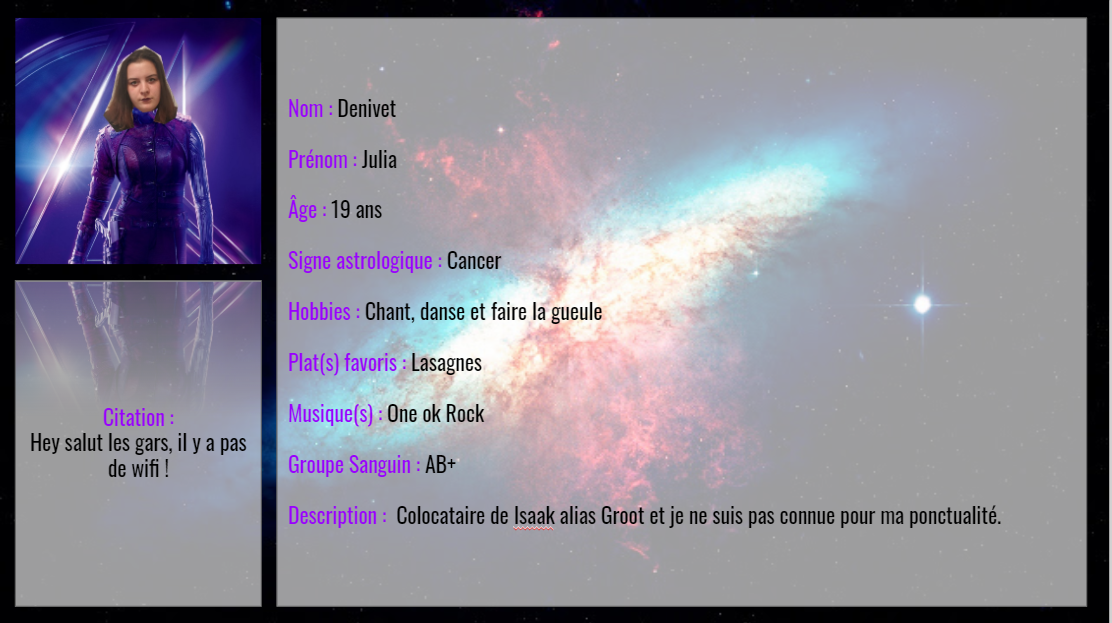 Nom : Denivet
Prénom : Julia
Âge : 19 ans
Signe astrologique : Cancer
Hobbies : Chant, danse et faire la gueule
Plat(s) favoris : Lasagnes
Musique(s) : One ok Rock
Groupe Sanguin : AB+
Description : Colocataire de Isaak alias Groot et je ne suis pas connue pour ma ponctualité.
Citation :
Hey salut les gars, il y a pas
de wifi !